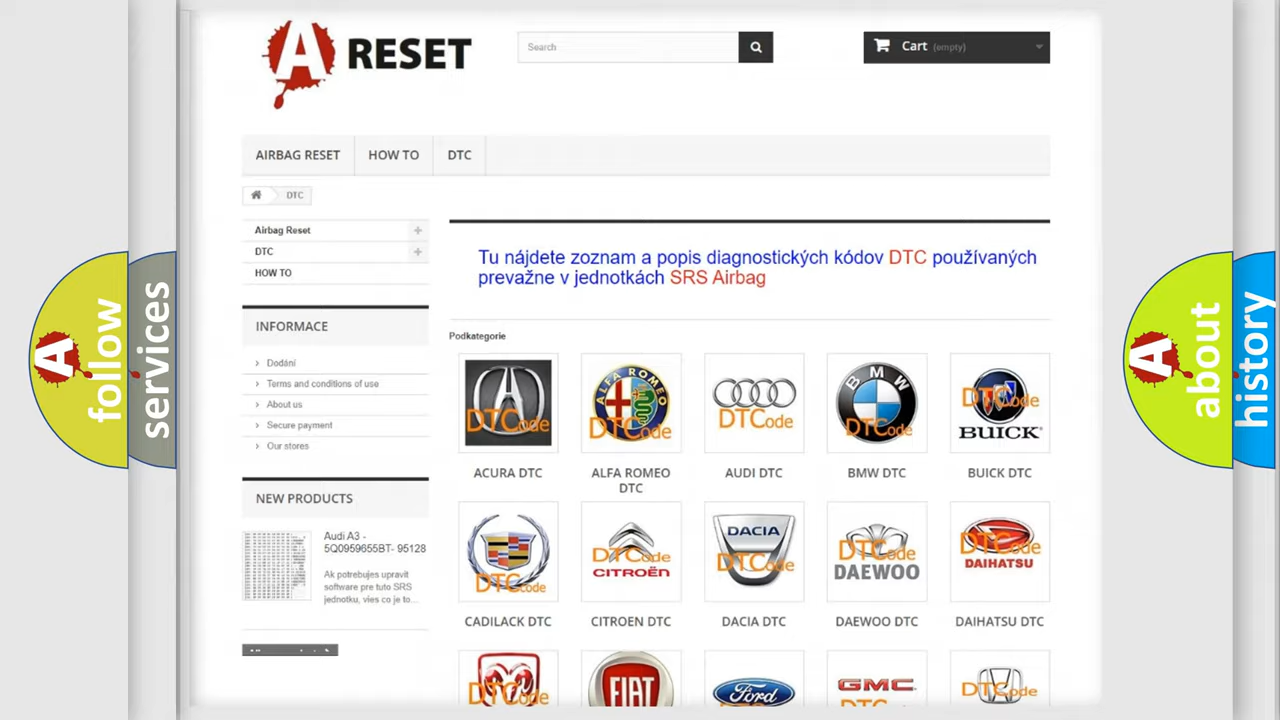 A RESET
Search
Cart (empty)
AIRBAG RESET
HOW TO
DTC
DTC
Airbag Reset
DTC
HOW TO
INFORMACE
Dodání
Terms and conditions of use
About us
Secure payment
Our stores
NEW PRODUCTS
Audi A3 -
5Q0959655BT- 95128
Ak potrebujes upravit
software pre tuto SRS
jednotku, vies co je to...
Tu nájdete zoznam a popis diagnostických kódov DTC používaných
prevažne v jednotkách SRS Airbag
Podkategorie
DTCode
ALFA ROMEO
DTCode
DTCode
BMW
DTCode
DTCode
BUICK
ACURA DTC
ALFA ROMEO
DTC
AUDI DTC
BMW DTC
BUICK DTC
DTCode
DTCode
CITROËN
DACIA
DTCode
DTCode
DAEWOO
DTCode
DAIHATSU
CADILACK DTC
CITROEN DTC
DACIA DTC
DAEWOO DTC
DAIHATSU DTC
DTCode
FIAT
Ford
GMC
DTCode
A follow
services
A about
history